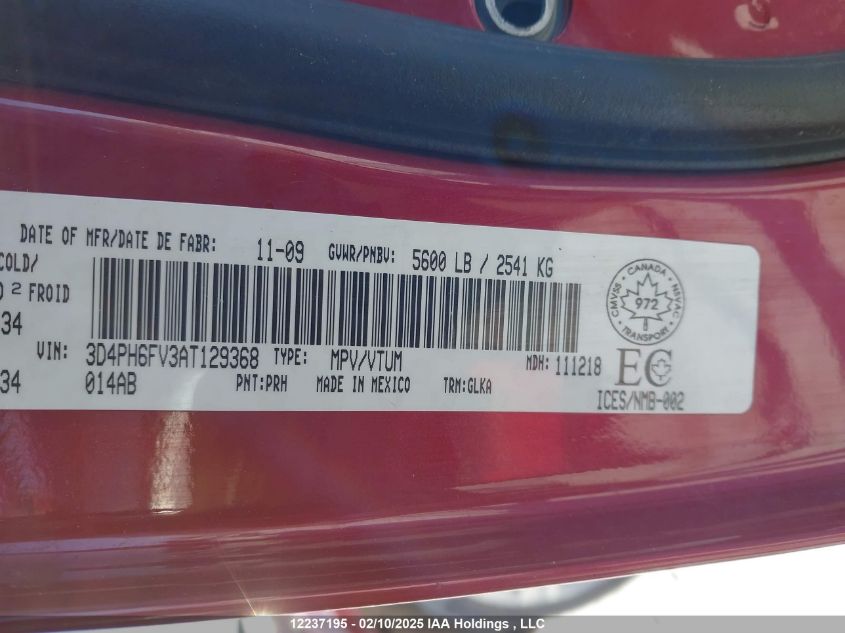 DATE OF MFR/DATE DE FABR: 11-09 GVWR/PNBV: 5600 LB / 2541 KG
COLD/
2 FROID
34
VIN: 3D4PH6FV3AT129368 TYPE: MPV/VTUM MDH: 111218
34
014AB PNT:PRH MADE IN MEXICO TRM:GLKA
CANADA
CMVSS 972 NSVAC
TRANSPORT
EC
ICES/NMB-002
12237195 - 02/10/2025 IAA Holdings , LLC